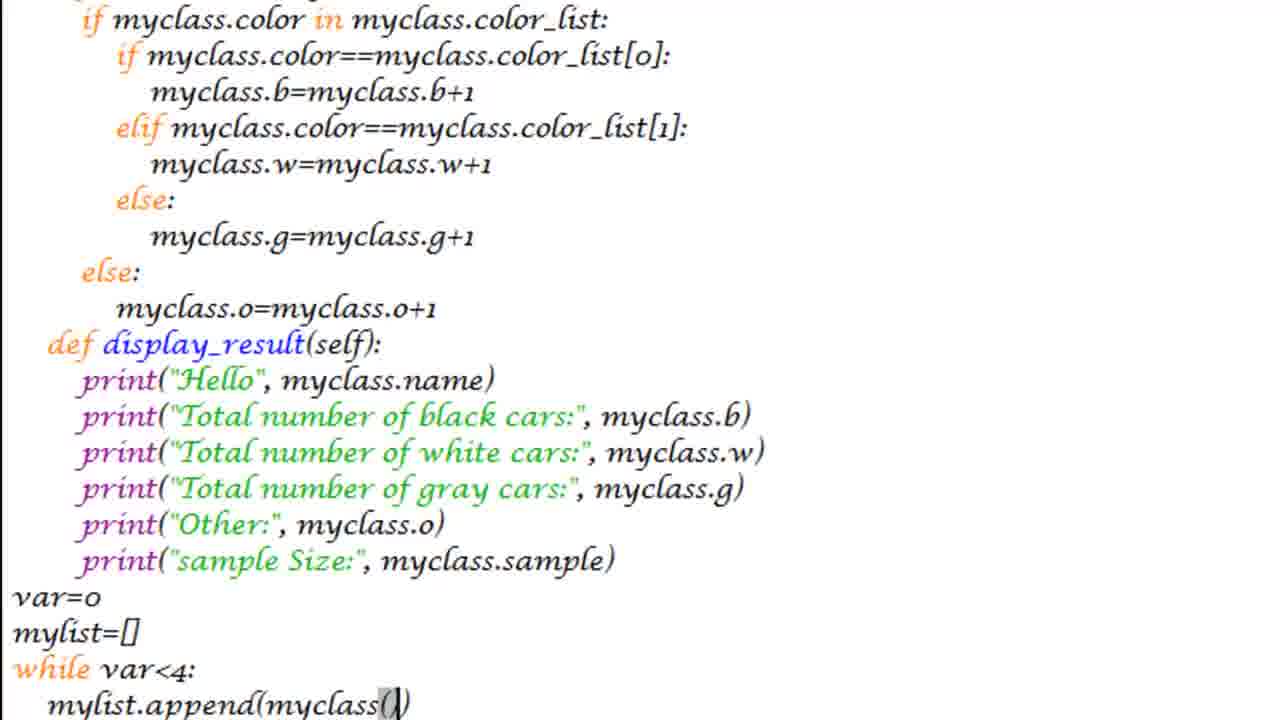 if myclass.color in myclass.color_list:
if myclass.color==myclass.color_list[0]:
myclass.b=myclass.b+1
elif myclass.color==myclass.color_list[1]:
myclass.w=myclass.w+1
else:
myclass.g=myclass.g+1
else:
myclass.o=myclass.o+1
def display_result(self):
print("Hello", myclass.name)
print("Total number of black cars:", myclass.b)
print("Total number of white cars:", myclass.w)
print("Total number of gray cars:", myclass.g)
print("Other:", myclass.o)
print("sample Size:", myclass.sample)
var=0
mylist=[]
while var<4:
mylist.append(myclass())